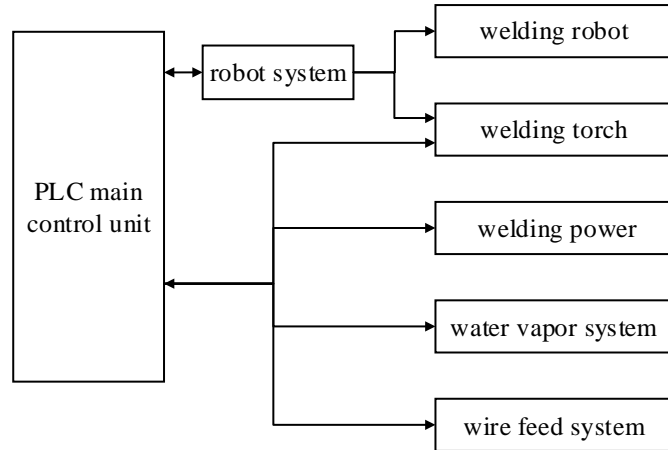 welding robot
robot system
welding torch
PLC main
control unit
welding power
water vapor system
wire feed system